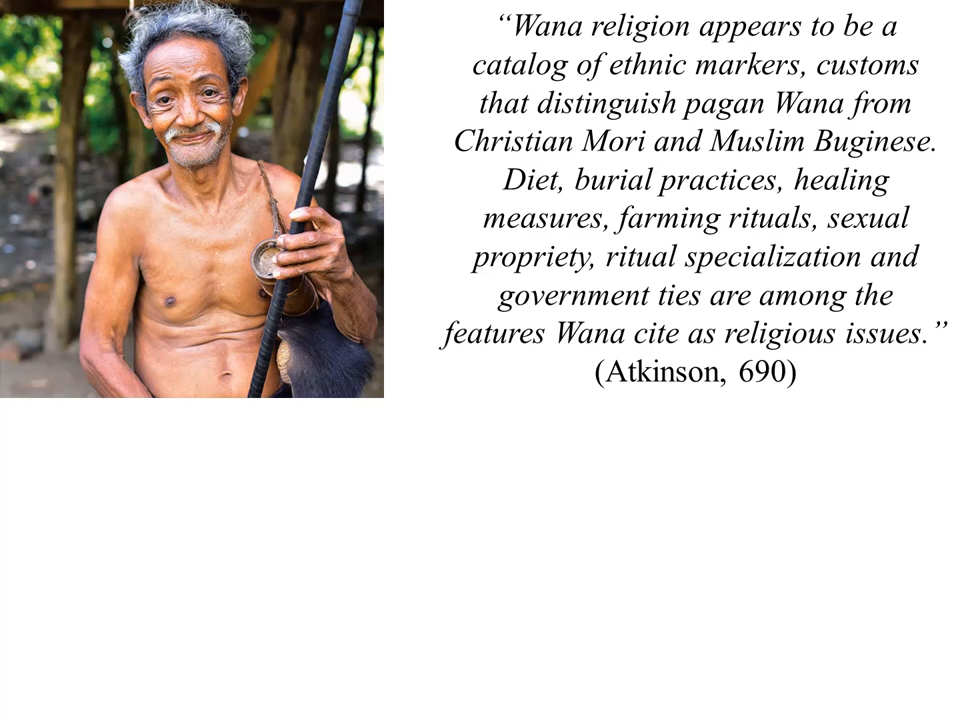 “Wana religion appears to be a
catalog of ethnic markers, customs
that distinguish pagan Wana from
Christian Mori and Muslim Buginese.
Diet, burial practices, healing
measures, farming rituals, sexual
propriety, ritual specialization and
government ties are among the
features Wana cite as religious issues.”
(Atkinson, 690)